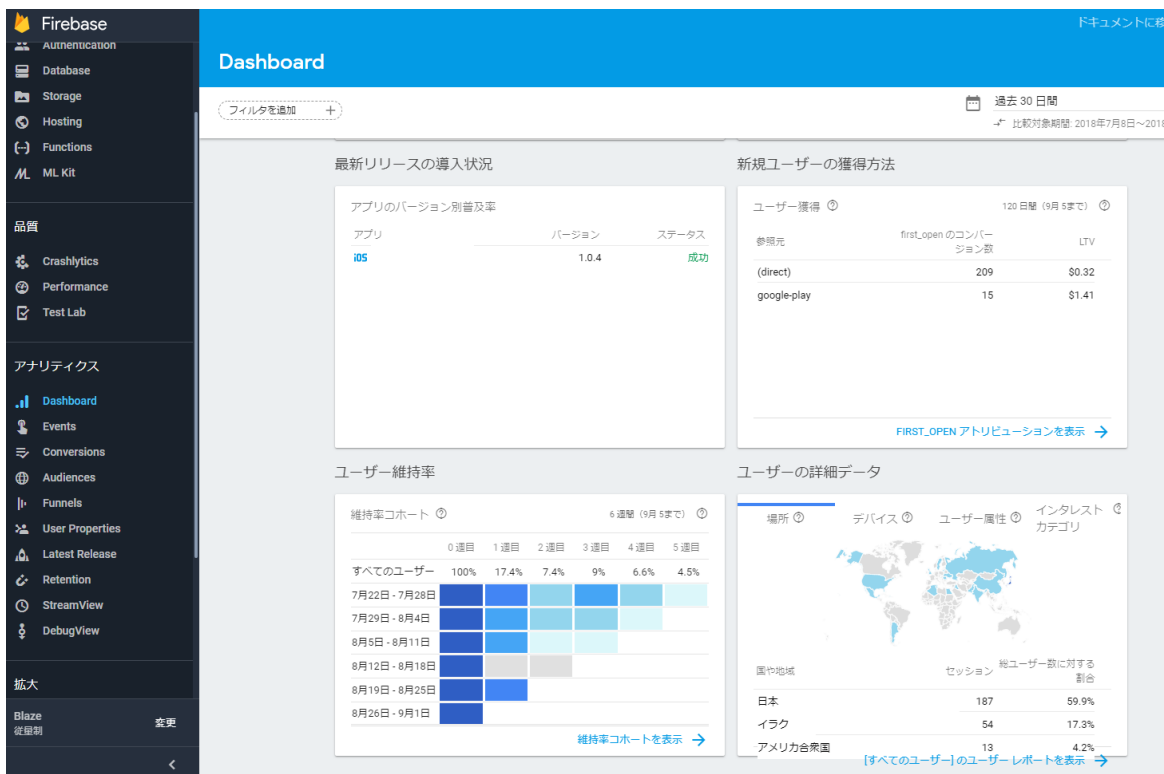 Firebase
ドキュメントに移
Authentication
Database
Storage
Hosting
Functions
ML Kit
品質
Crashlytics
Performance
Test Lab
アナリティクス
Dashboard
Events
Conversions
Audiences
Funnels
User Properties
Latest Release
Retention
StreamView
DebugView
拡大
Blaze
従量制
変更
Dashboard
フィルタを追加 +
過去 30 日間
比較対象期間: 2018年7月8日～2018
最新リリースの導入状況
アプリのバージョン別普及率
アプリ バージョン ステータス
iOS 1.0.4 成功
新規ユーザーの獲得方法
ユーザー獲得 120 日間（9月 5まで）
参照元 first_open のコンバー
ジョン数 LTV
(direct) 209 $0.32
google-play 15 $1.41
FIRST_OPEN アトリビューションを表示
ユーザー維持率
維持率コホート 6 週間（9月 5まで）
0 週目 1 週目 2 週目 3 週目 4 週目 5 週目
すべてのユーザー 100% 17.4% 7.4% 9% 6.6% 4.5%
7月22日 - 7月28日
7月29日 - 8月4日
8月5日 - 8月11日
8月12日 - 8月18日
8月19日 - 8月25日
8月26日 - 9月1日
維持率コホートを表示
ユーザーの詳細データ
場所 デバイス ユーザー属性 インタレスト
カテゴリ
国や地域 セッション 総ユーザー数に対する
割合
日本 187 59.9%
イラク 54 17.3%
アメリカ合衆国 13 4.2%
[すべてのユーザー] のユーザー レポートを表示